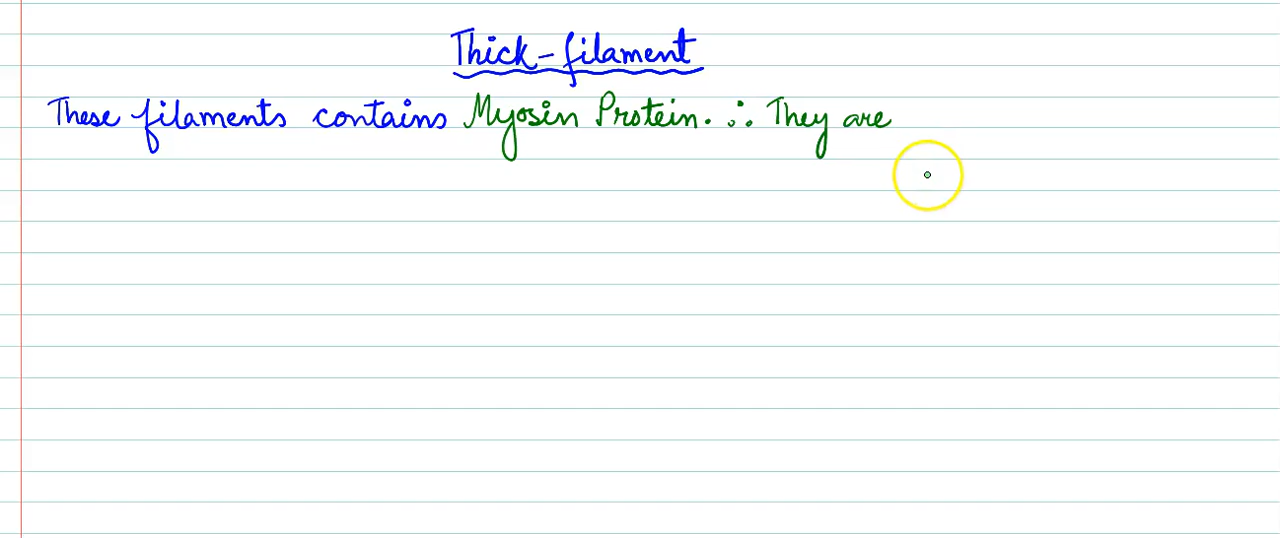 Thick-filament
These filaments contains Myosin Protein. ∴ They are